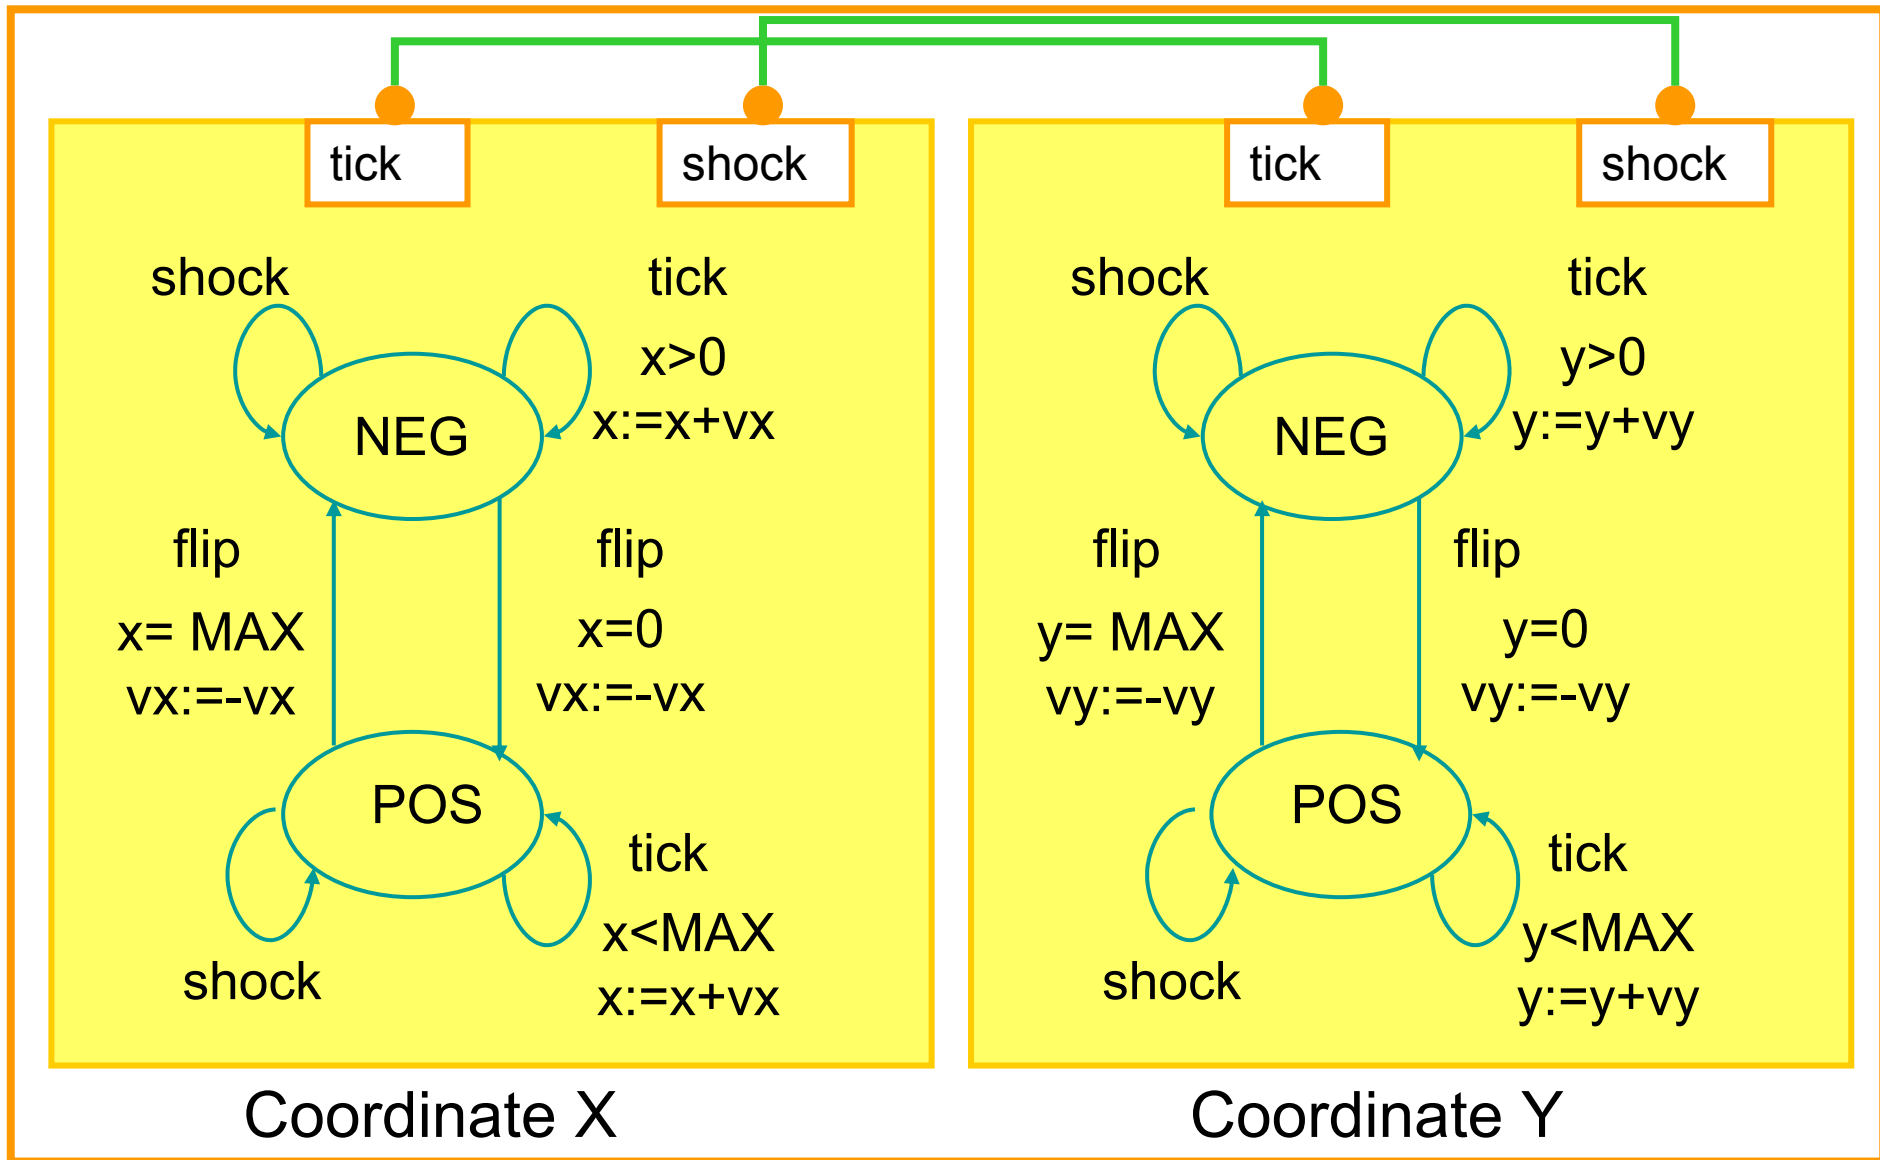 tick
shock
shock
tick
x>0
x:=x+vx
NEG
flip
x= MAX
vx:=-vx
flip
x=0
vx:=-vx
POS
tick
x<MAX
x:=x+vx
shock
Coordinate X
tick
shock
shock
tick
y>0
y:=y+vy
NEG
flip
y= MAX
vy:=-vy
flip
y=0
vy:=-vy
POS
tick
y<MAX
y:=y+vy
shock
Coordinate Y